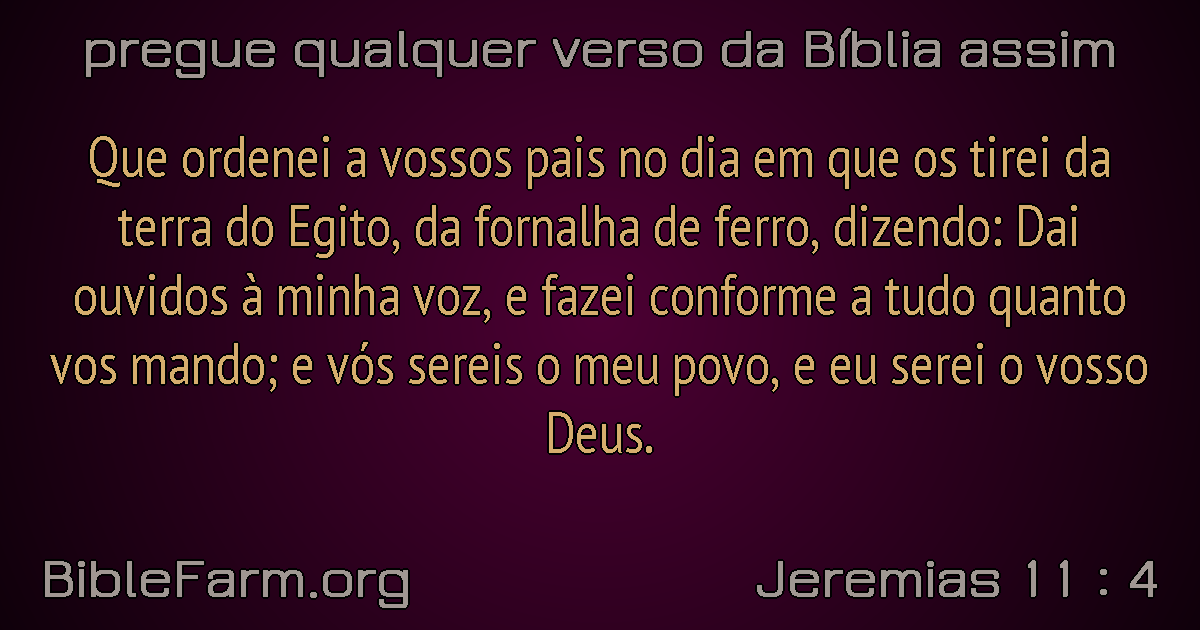 pregue qualquer verso da Bíblia assim
Que ordenei a vossos pais no dia em que os tirei da
terra do Egito, da fornalha de ferro, dizendo: Dai
ouvidos à minha voz, e fazei conforme a tudo quanto
vos mando; e vós sereis o meu povo, e eu serei o vosso
Deus.
BibleFarm.org
Jeremias 11 : 4